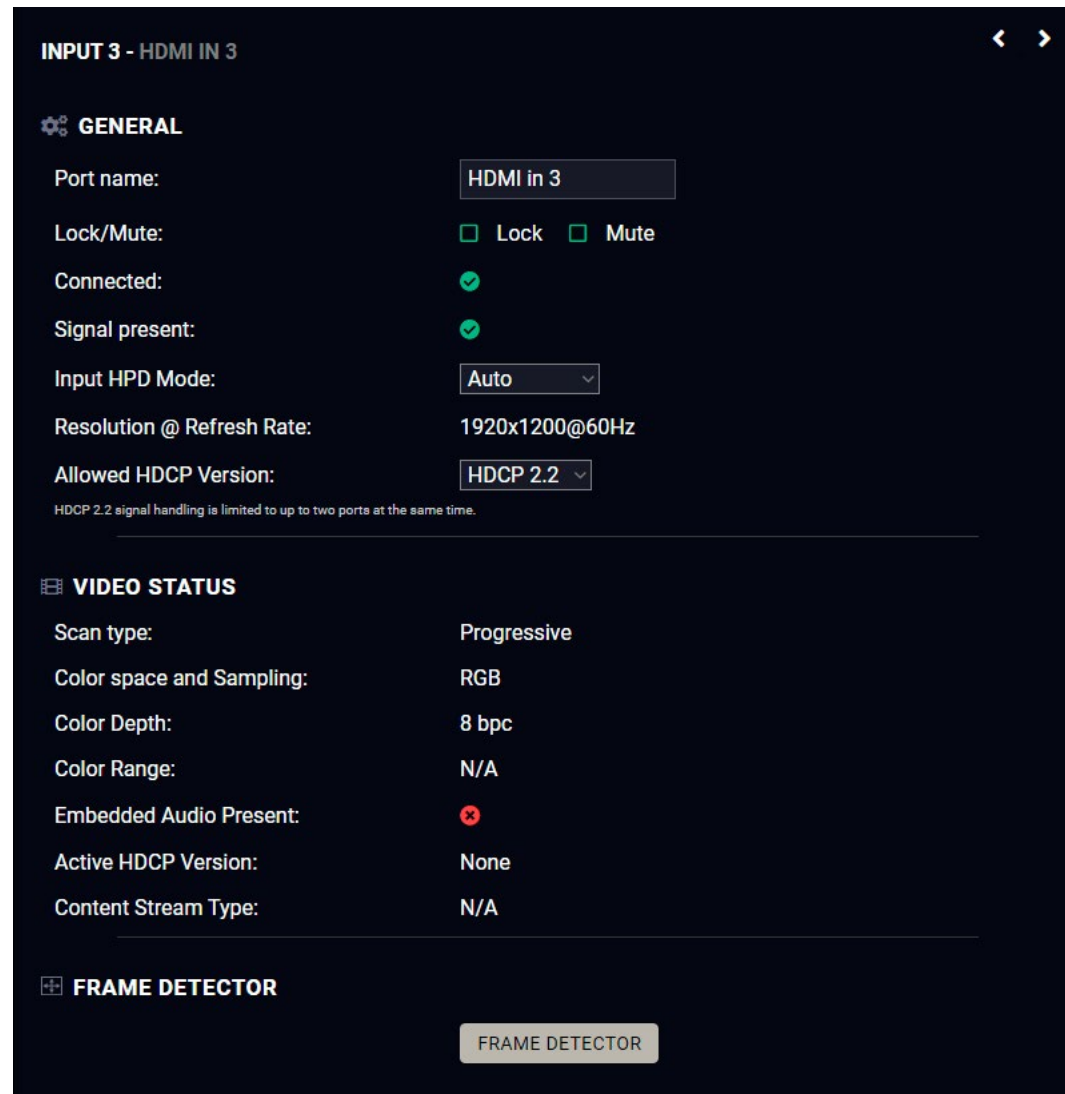 INPUT 3 - HDMI IN 3
GENERAL
Port name: HDMI in 3
Lock/Mute: Lock Mute
Connected:
Signal present:
Input HPD Mode: Auto
Resolution @ Refresh Rate: 1920x1200@60Hz
Allowed HDCP Version: HDCP 2.2
HDCP 2.2 signal handling is limited to up to two ports at the same time.
VIDEO STATUS
Scan type: Progressive
Color space and Sampling: RGB
Color Depth: 8 bpc
Color Range: N/A
Embedded Audio Present:
Active HDCP Version: None
Content Stream Type: N/A
FRAME DETECTOR
FRAME DETECTOR